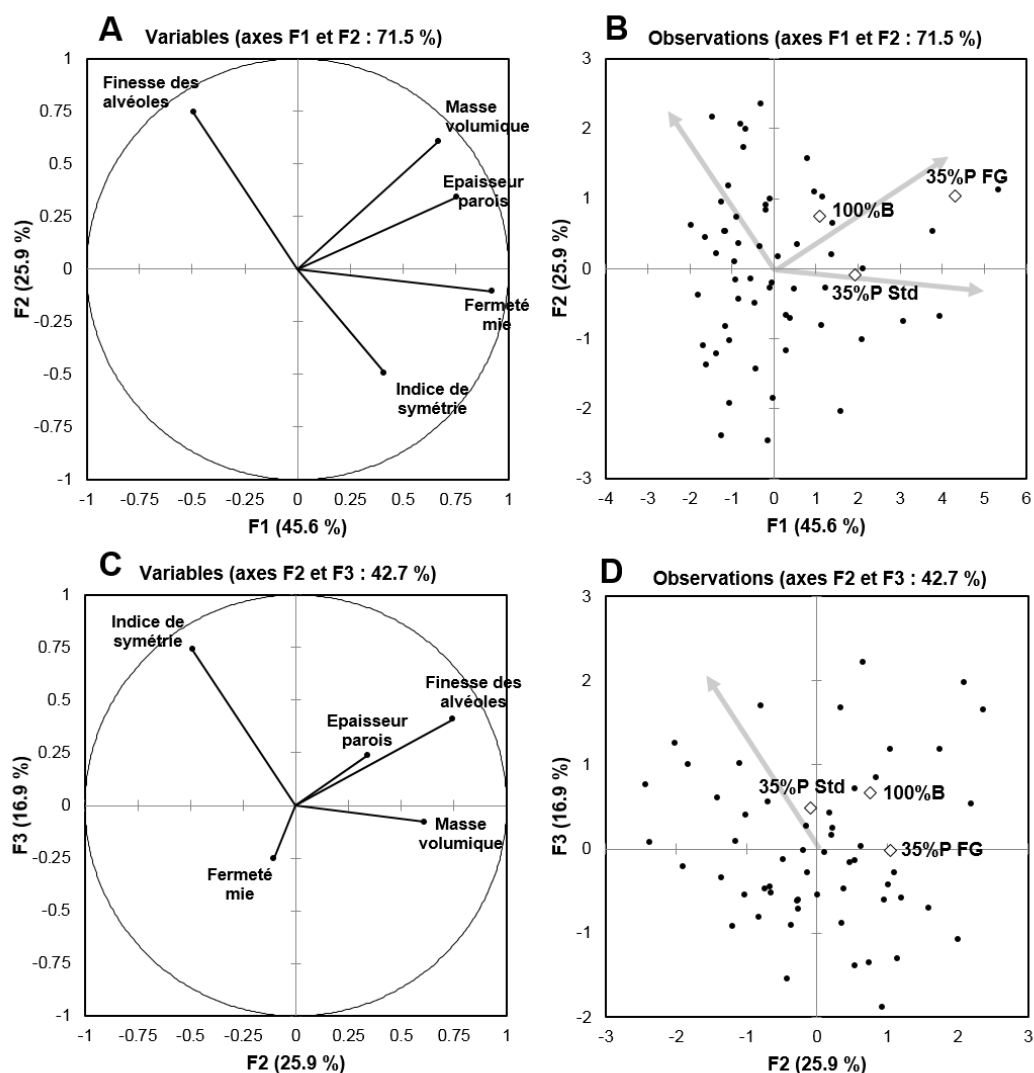 A
Variables (axes F1 et F2 : 71.5 %)
1
0.75
0.5
0.25
0
-0.25
-0.5
-0.75
-1
F2 (25.9 %)
Finesse des
alvéoles
Masse
volumique
Epaisseur
parois
Fermeté
mie
Indice de
symétrie
-1 -0.75 -0.5 -0.25 0 0.25 0.5 0.75 1
F1 (45.6 %)
B
Observations (axes F1 et F2 : 71.5 %)
3
2
1
0
-1
-2
-3
F2 (25.9 %)
35%P FG
100%B
35%P Std
-4 -3 -2 -1 0 1 2 3 4 5 6
F1 (45.6 %)
C
Variables (axes F2 et F3 : 42.7 %)
1
0.75
0.5
0.25
0
-0.25
-0.5
-0.75
-1
F3 (16.9 %)
Indice de
symétrie
Finesse des
alvéoles
Epaisseur
parois
Masse
volumique
Fermeté
mie
-1 -0.75 -0.5 -0.25 0 0.25 0.5 0.75 1
F2 (25.9 %)
D
Observations (axes F2 et F3 : 42.7 %)
3
2
1
0
-1
-2
F3 (16.9 %)
35%P Std
100%B
35%P FG
-3 -2 -1 0 1 2 3
F2 (25.9 %)